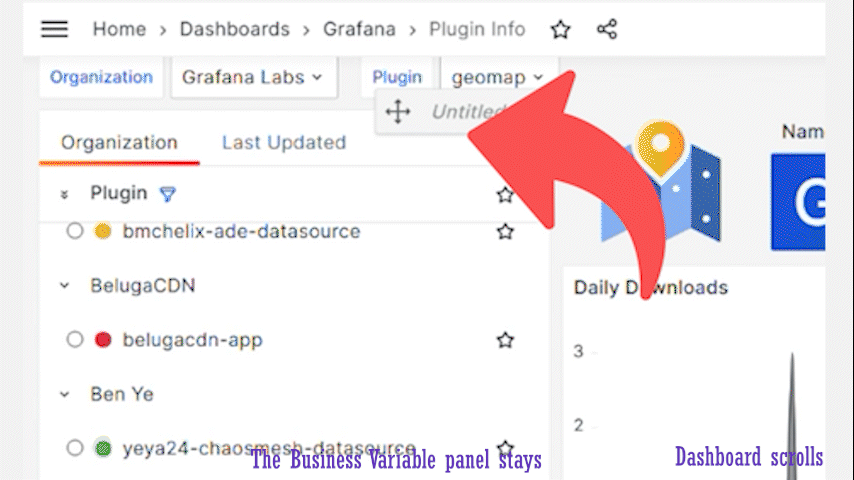 Home > Dashboards > Grafana > Plugin Info
Organization Grafana Labs Plugin geomap
Untitled
Organization Last Updated
Nam
Plugin
G
bmchelix-ade-datasource
BelugaCDN
Daily Downloads
belugacdn-app
3
Ben Ye
2
yeya24-chaosmesh-datasource
The Business Variable panel stays
Dashboard scrolls